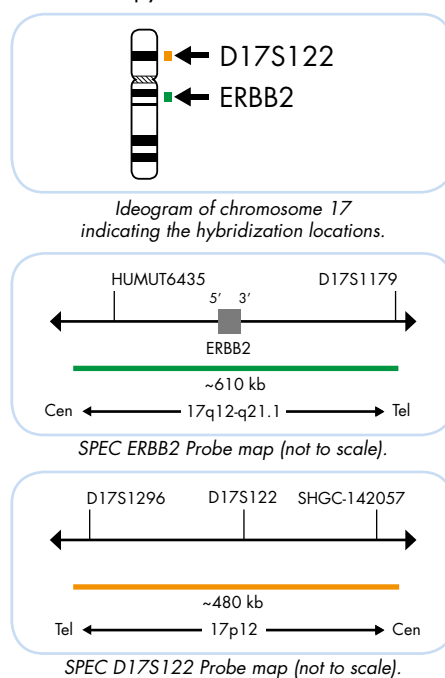 D17S122
ERBB2
Ideogram of chromosome 17
indicating the hybridization locations.
HUMUT6435
D17S1179
5’ 3’
ERBB2
~610 kb
Cen 17q12-q21.1 Tel
SPEC ERBB2 Probe map (not to scale).
D17S1296 D17S122 SHGC-142057
~480 kb
Tel 17p12 Cen
SPEC D17S122 Probe map (not to scale).